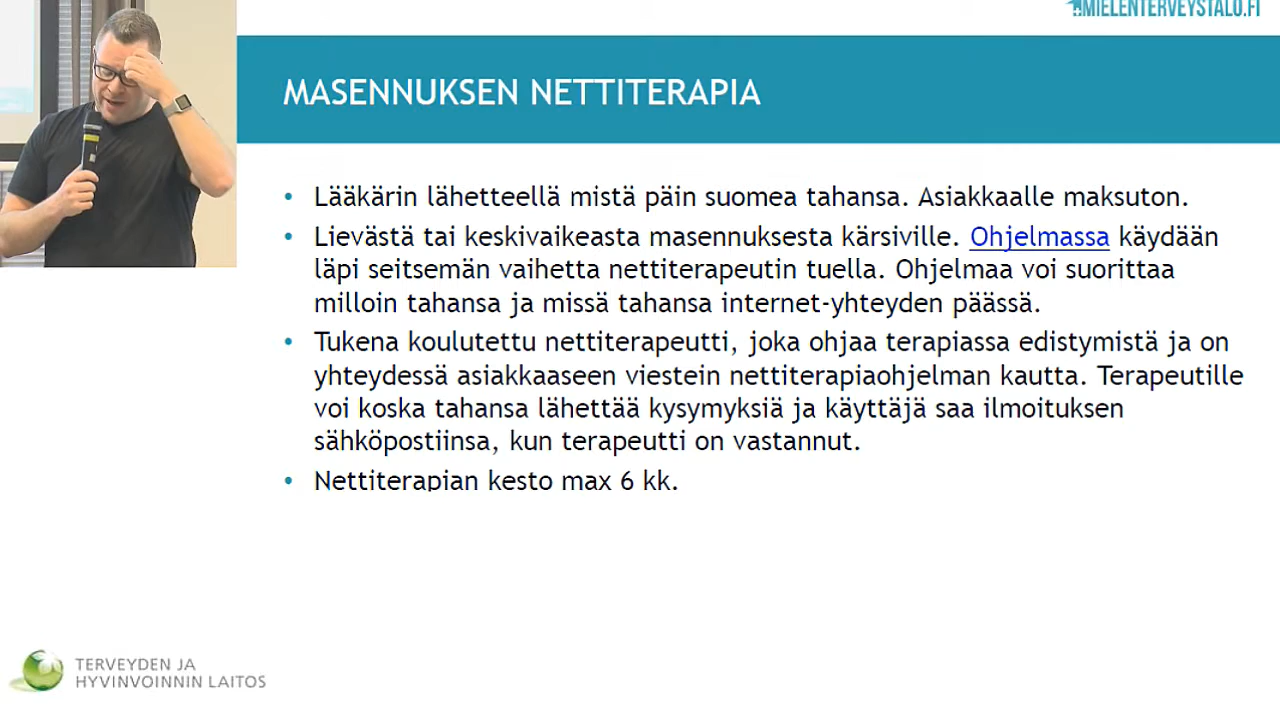 MIELENTERVEYSTALO.FI
MASENNUKSEN NETTITERAPIA
• Lääkärin lähetteellä mistä päin suomea tahansa. Asiakkaalle maksuton.
• Lievästä tai keskivaikeasta masennuksesta kärsiville. Ohjelmassa käydään
läpi seitsemän vaihetta nettiterapeutin tuella. Ohjelmaa voi suorittaa
milloin tahansa ja missä tahansa internet-yhteyden päässä.
• Tukena koulutettu nettiterapeutti, joka ohjaa terapiassa edistymistä ja on
yhteydessä asiakkaaseen viestein nettiterapiaohjelman kautta. Terapeutille
voi koska tahansa lähettää kysymyksiä ja käyttäjä saa ilmoituksen
sähköpostiinsa, kun terapeutti on vastannut.
• Nettiterapian kesto max 6 kk.
TERVEYDEN JA
HYVINVOINNIN LAITOS